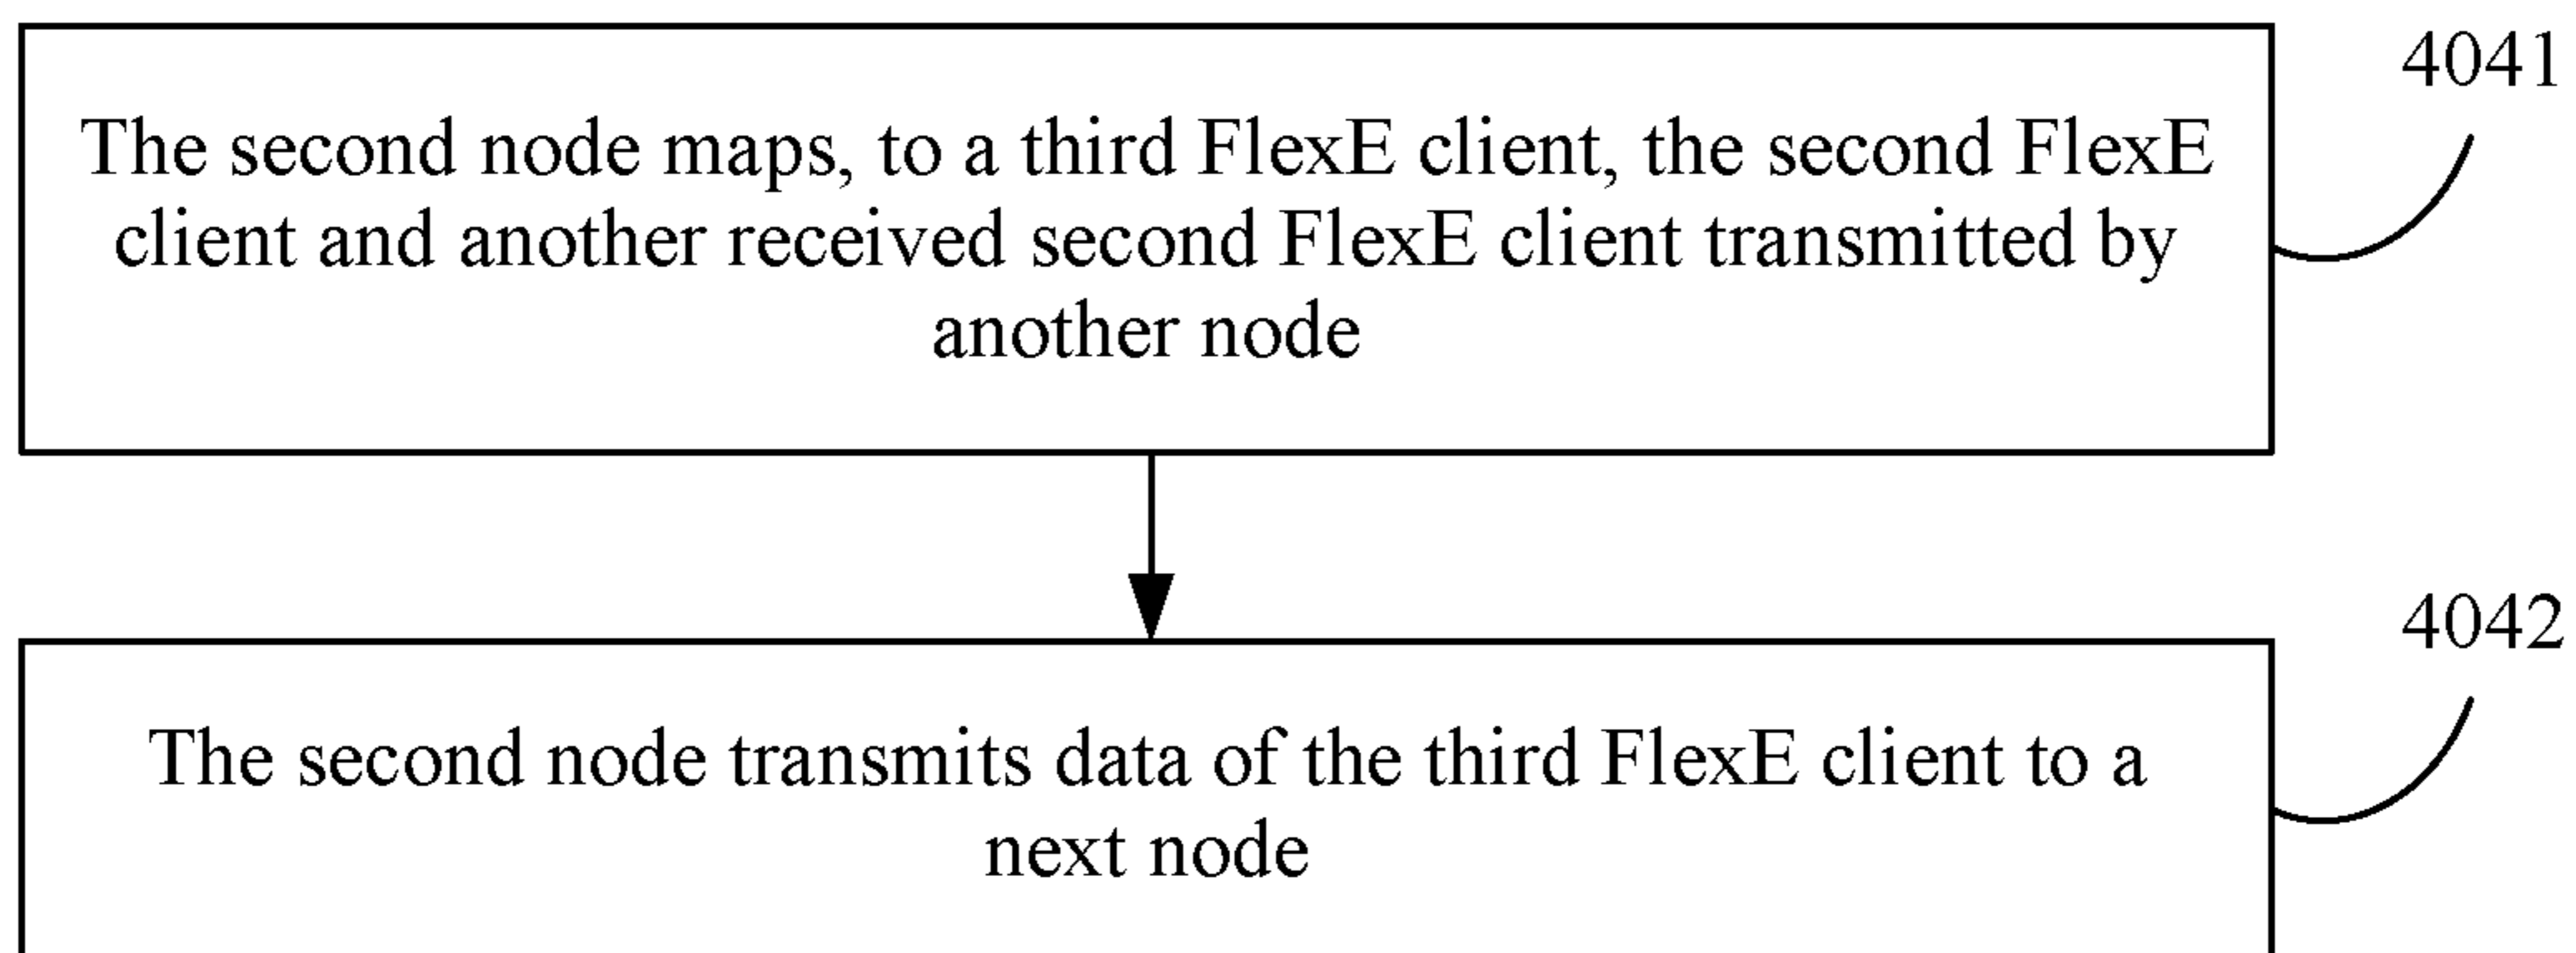 4041
The second node maps, to a third FlexE client, the second FlexE
client and another received second FlexE client transmitted by
another node
4042
The second node transmits data of the third FlexE client to a
next node